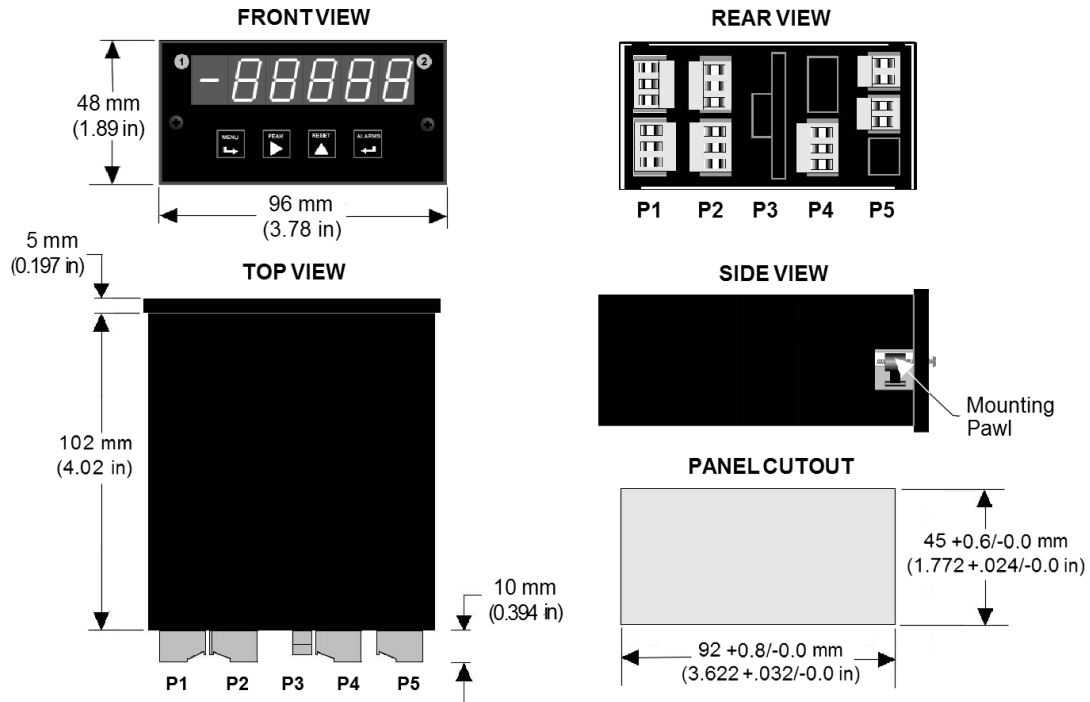 FRONT VIEW
1
-88888
2
48 mm
(1.89 in)
MENU
PEAK
RESET
ALARMS
96 mm
(3.78 in)
REAR VIEW
P1 P2 P3 P4 P5
5 mm
(0.197 in)
TOP VIEW
102 mm
(4.02 in)
10 mm
(0.394 in)
P1 P2 P3 P4 P5
SIDE VIEW
Mounting
Pawl
PANEL CUTOUT
45 +0.6/-0.0 mm
(1.772 +.024/-0.0 in)
92 +0.8/-0.0 mm
(3.622 +.032/-0.0 in)